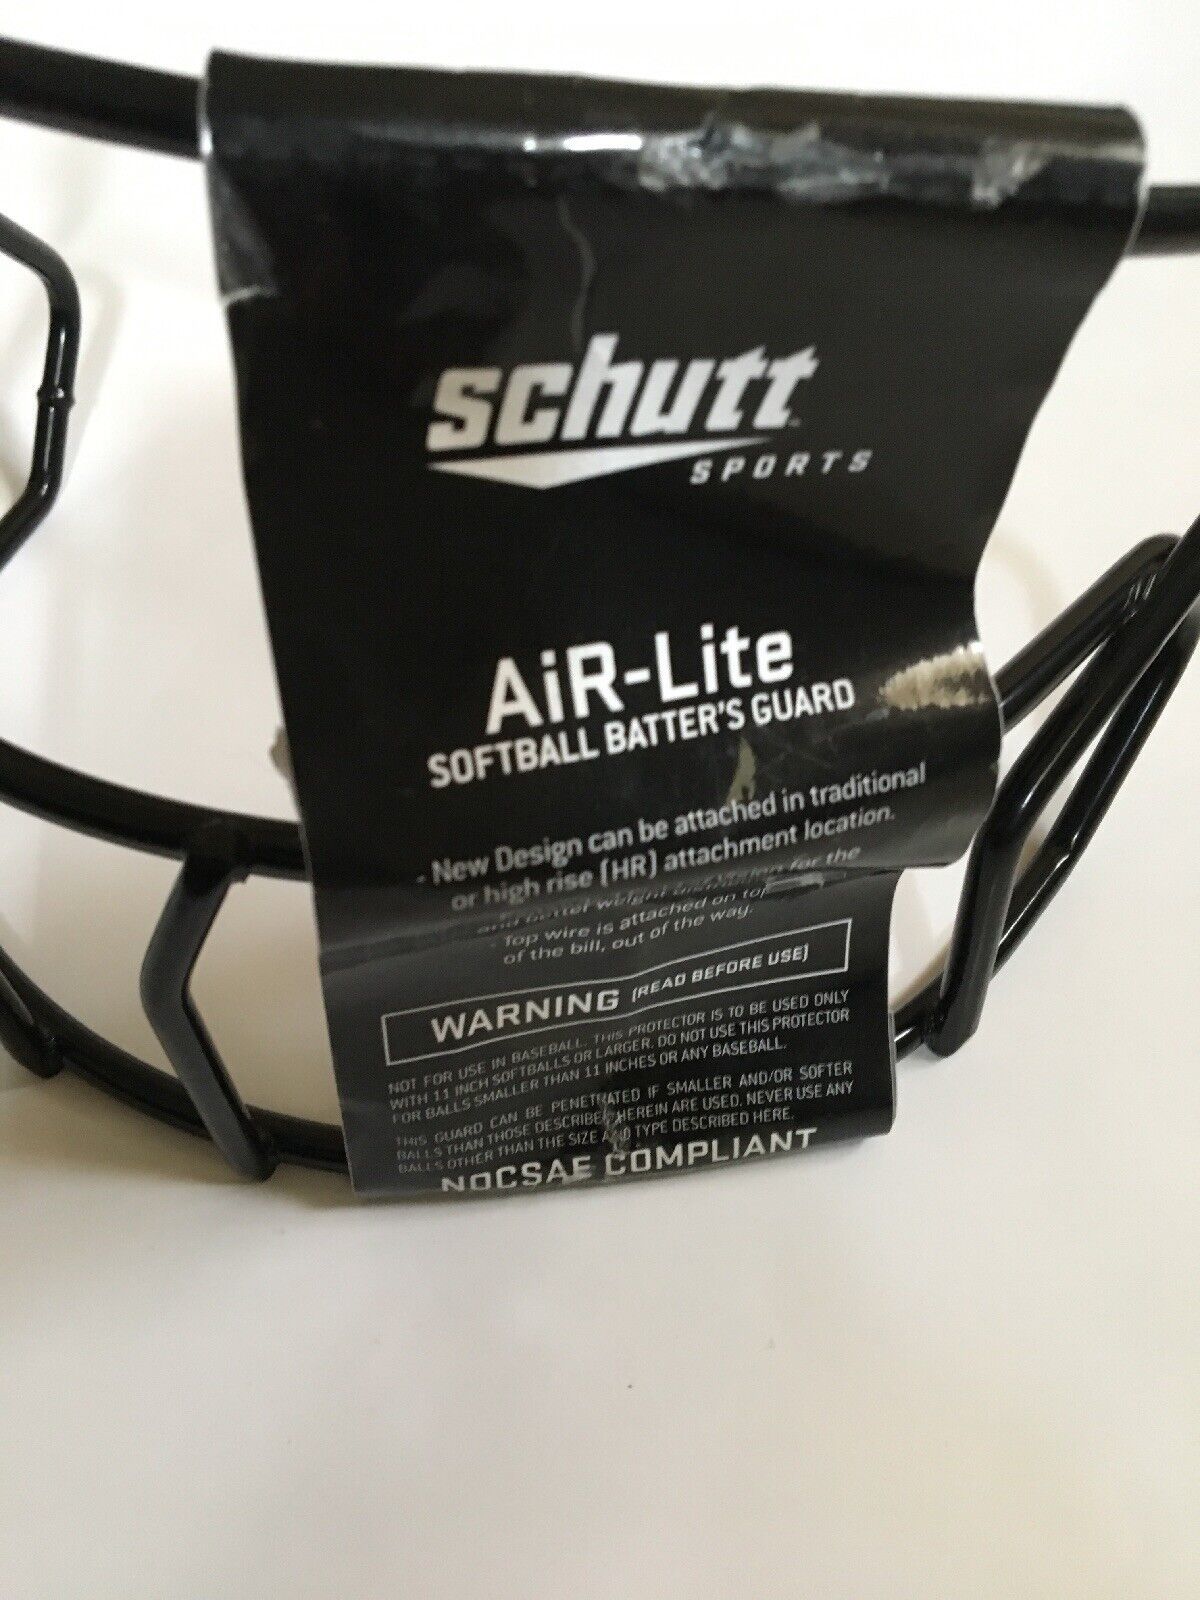 schutt™
SPORTS
AiR-Lite
SOFTBALL BATTER'S GUARD
- New Design can be attached in traditional
or high rise (HR) attachment location.
for the
- Top wire is attached on top
of the bill, out of the way.
WARNING (READ BEFORE USE)
NOT FOR USE IN BASEBALL. THIS PROTECTOR IS TO BE USED ONLY
WITH 11 INCH SOFTBALLS OR LARGER. DO NOT USE THIS PROTECTOR
FOR BALLS SMALLER THAN 11 INCHES OR ANY BASEBALL.
THIS GUARD CAN BE PENETRATED IF SMALLER AND/OR SOFTER
BALLS THAN THOSE DESCRIBED HEREIN ARE USED. NEVER USE ANY
BALLS OTHER THAN THE SIZE AND TYPE DESCRIBED HERE.
NOCSAE COMPLIANT